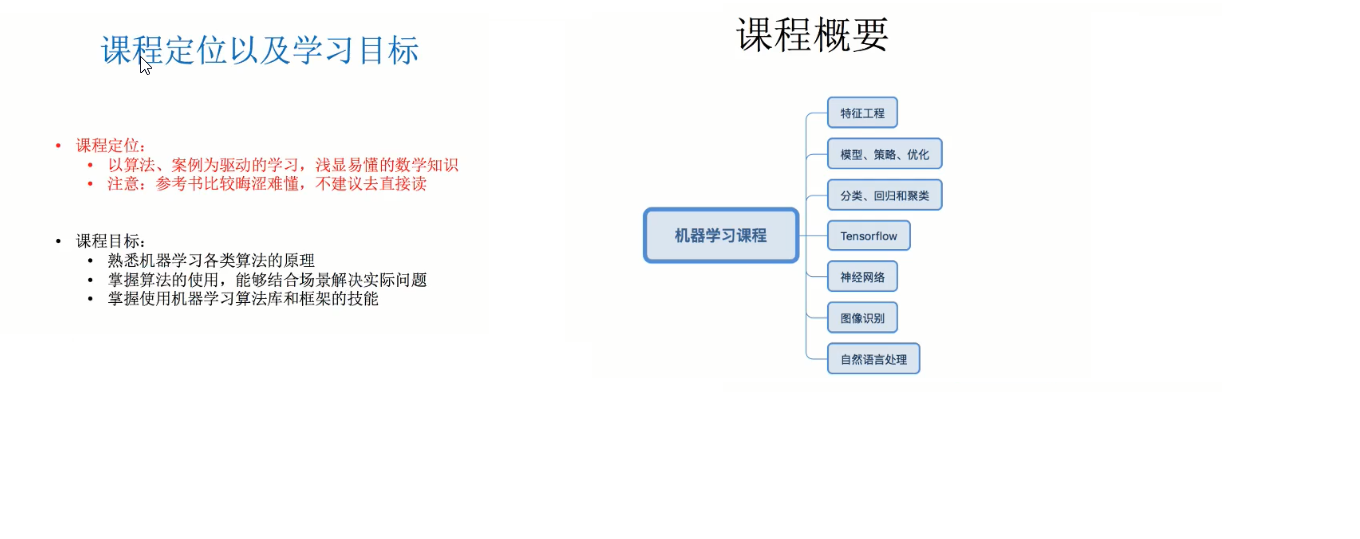 课程定位以及学习目标
• 课程定位:
• 以算法、案例为驱动的学习，浅显易懂的数学知识
• 注意：参考书比较晦涩难懂，不建议去直接读
• 课程目标:
• 熟悉机器学习各类算法的原理
• 掌握算法的使用，能够结合场景解决实际问题
• 掌握使用机器学习算法库和框架的技能
课程概要
机器学习课程
特征工程
模型、策略、优化
分类、回归和聚类
Tensorflow
神经网络
图像识别
自然语言处理